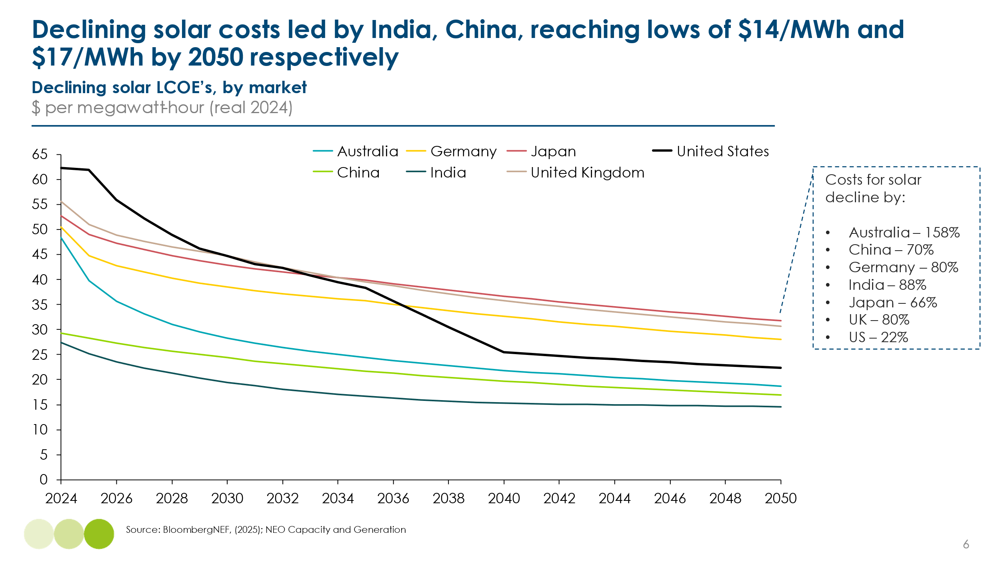 Declining solar costs led by India, China, reaching lows of $14/MWh and
$17/MWh by 2050 respectively
Declining solar LCOE’s, by market
$ per megawatt-hour (real 2024)
Australia
Germany
Japan
United States
China
India
United Kingdom
65
60
55
50
45
40
35
30
25
20
15
10
5
0
2024 2026 2028 2030 2032 2034 2036 2038 2040 2042 2044 2046 2048 2050
Costs for solar
decline by:
• Australia – 158%
• China – 70%
• Germany – 80%
• India – 88%
• Japan – 66%
• UK – 80%
• US – 22%
Source: BloombergNEF, (2025); NEO Capacity and Generation
6